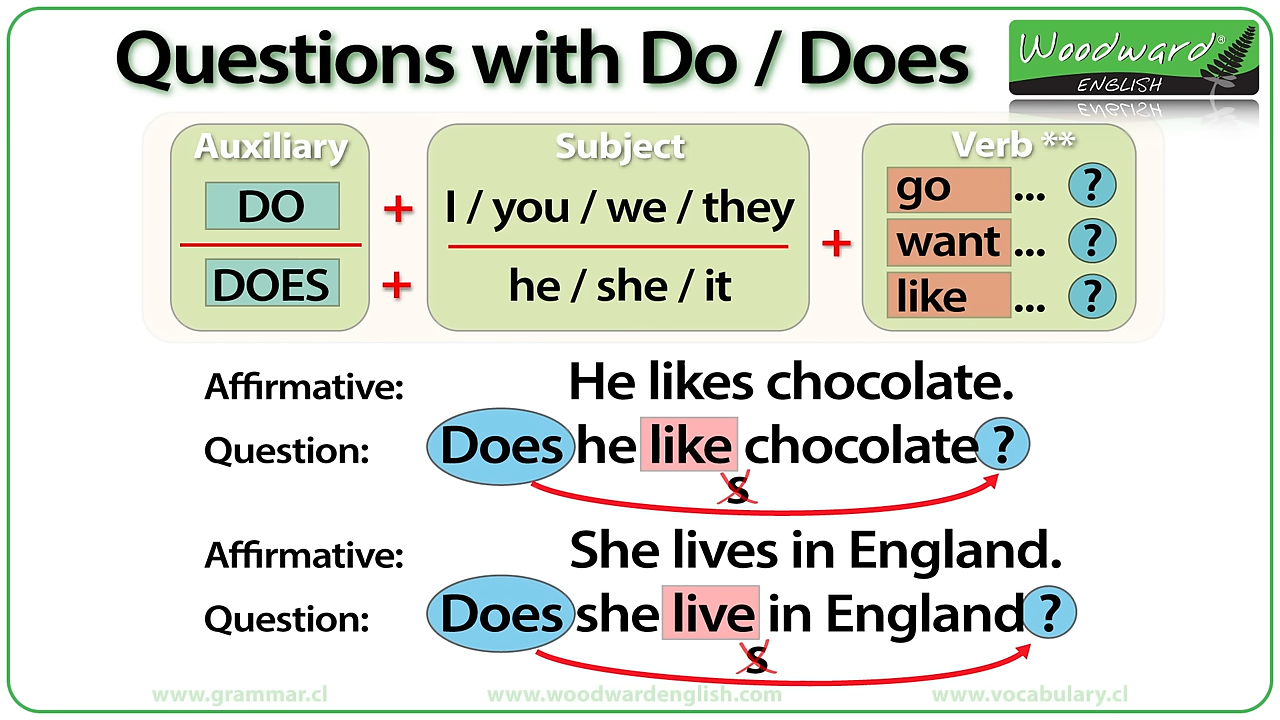 Questions with Do / Does
Woodward®
ENGLISH
Auxiliary
Subject
Verb **
DO
+
I / you / we / they
go ... ?
+
want ... ?
DOES
+
he / she / it
like ... ?
Affirmative: He likes chocolate.
Question: Does he like chocolate ?
s
Affirmative: She lives in England.
Question: Does she live in England ?
s
www.grammar.cl www.woodwardenglish.com www.vocabulary.cl